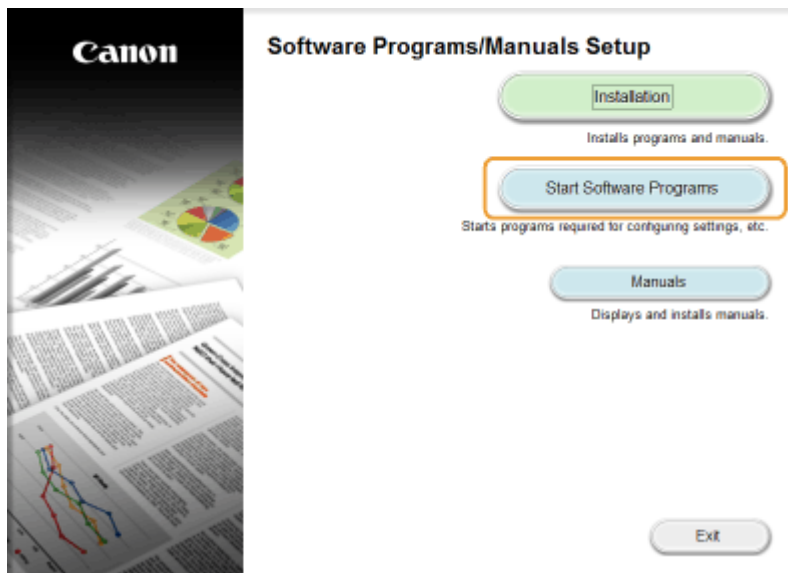 Canon
Software Programs/Manuals Setup
Installation
Installs programs and manuals.
Start Software Programs
Starts programs required for configuring settings, etc.
Manuals
Displays and installs manuals.
Exit